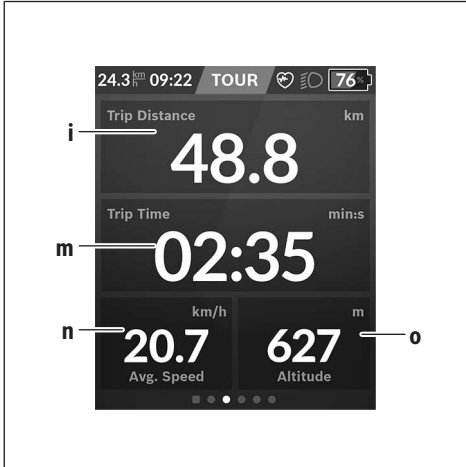 24.3 km/h 09:22 TOUR 76%
Trip Distance km
i
48.8
Trip Time min:s
m
02:35
km/h m
n
20.7 627
o
Avg. Speed Altitude